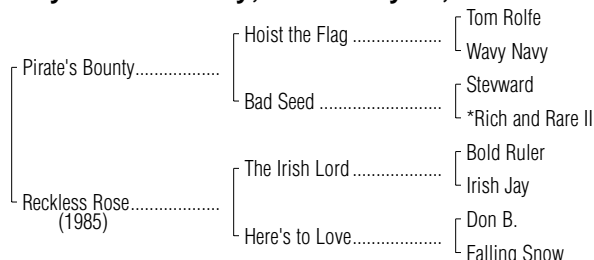 Tom Rolfe
Hoist the Flag ..................
Wavy Navy
Pirate's Bounty.................
Stevward
Bad Seed ........................
*Rich and Rare II
Bold Ruler
The Irish Lord ..................
Irish Jay
Reckless Rose..................
(1985)
Don B.
Here's to Love..................
Falling Snow